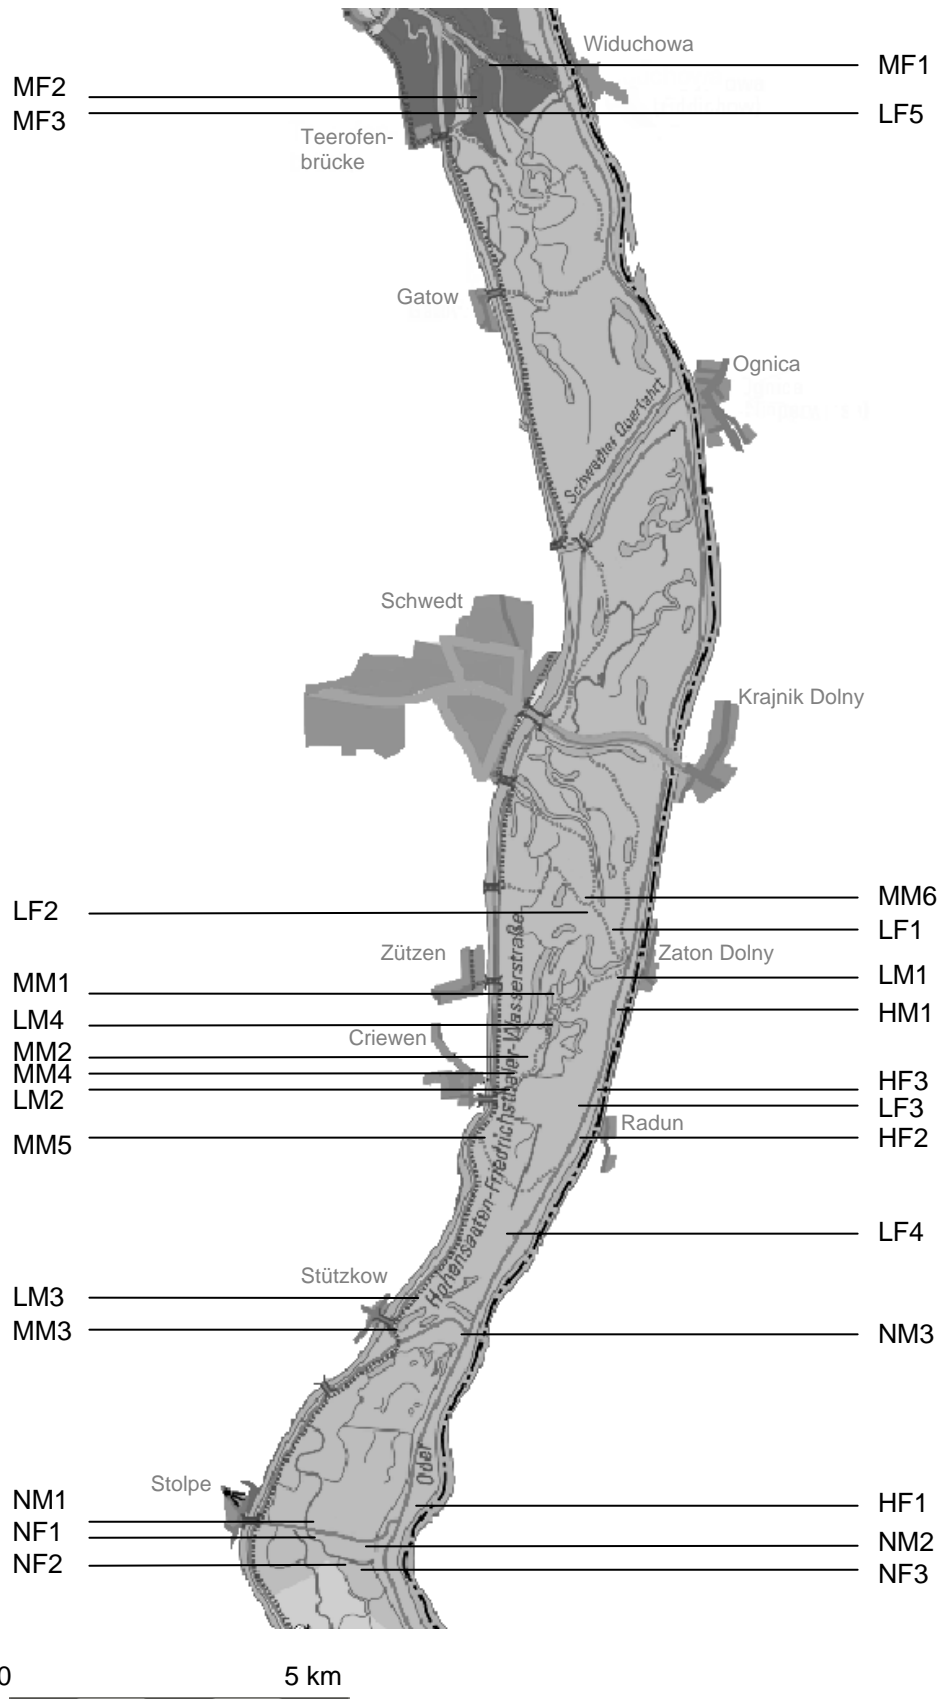 Widuchowa
MF1
MF2
MF3
LF5
Teerofen-
brücke
Gatow
Ognica
Schwedter Querfahrt
Schwedt
Krajnik Dolny
MM6
LF2
LF1
Zützen
Zaton Dolny
MM1
LM1
LM4
HM1
Criewen
MM2
MM4
HF3
LM2
LF3
Radun
MM5
HF2
Hohensaaten-Friedrichsthaler-Wasserstraße
LF4
Stützkow
LM3
MM3
NM3
Oder
Stolpe
NM1
HF1
NF1
NM2
NF2
NF3
0 5 km